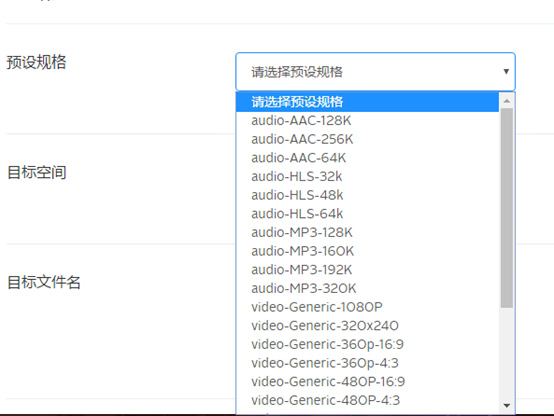 预设规格
请选择预设规格
请选择预设规格
audio-AAC-128K
audio-AAC-256K
audio-AAC-64K
audio-HLS-32k
audio-HLS-48k
audio-HLS-64k
audio-MP3-128K
audio-MP3-160K
audio-MP3-192K
audio-MP3-320K
video-Generic-1080P
video-Generic-320x240
video-Generic-360p-16:9
video-Generic-360p-4:3
video-Generic-480P-16:9
video-Generic-480P-4:3
目标空间
目标文件名